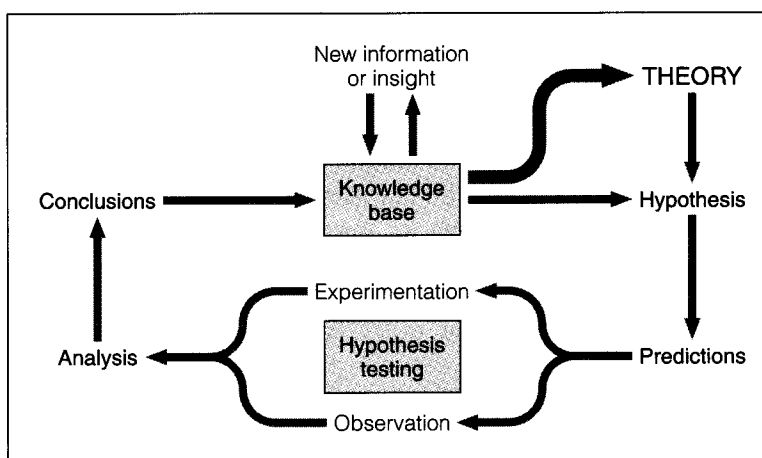 New information
or insight
THEORY
Conclusions
Knowledge
base
Hypothesis
Experimentation
Analysis
Hypothesis
testing
Predictions
Observation